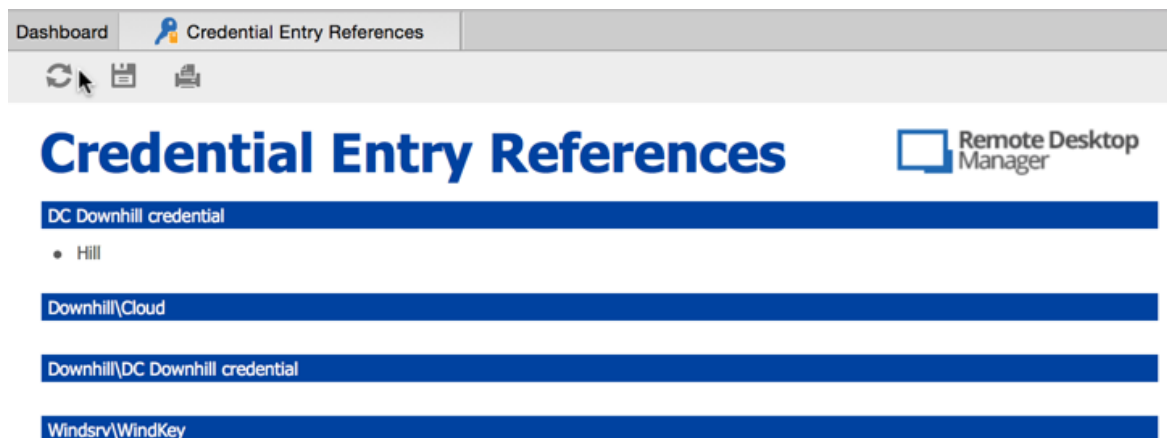 Dashboard Credential Entry References
Credential Entry References
Remote Desktop
Manager
DC Downhill credential
Hill
Downhill\Cloud
Downhill\DC Downhill credential
Windsrv\WindKey